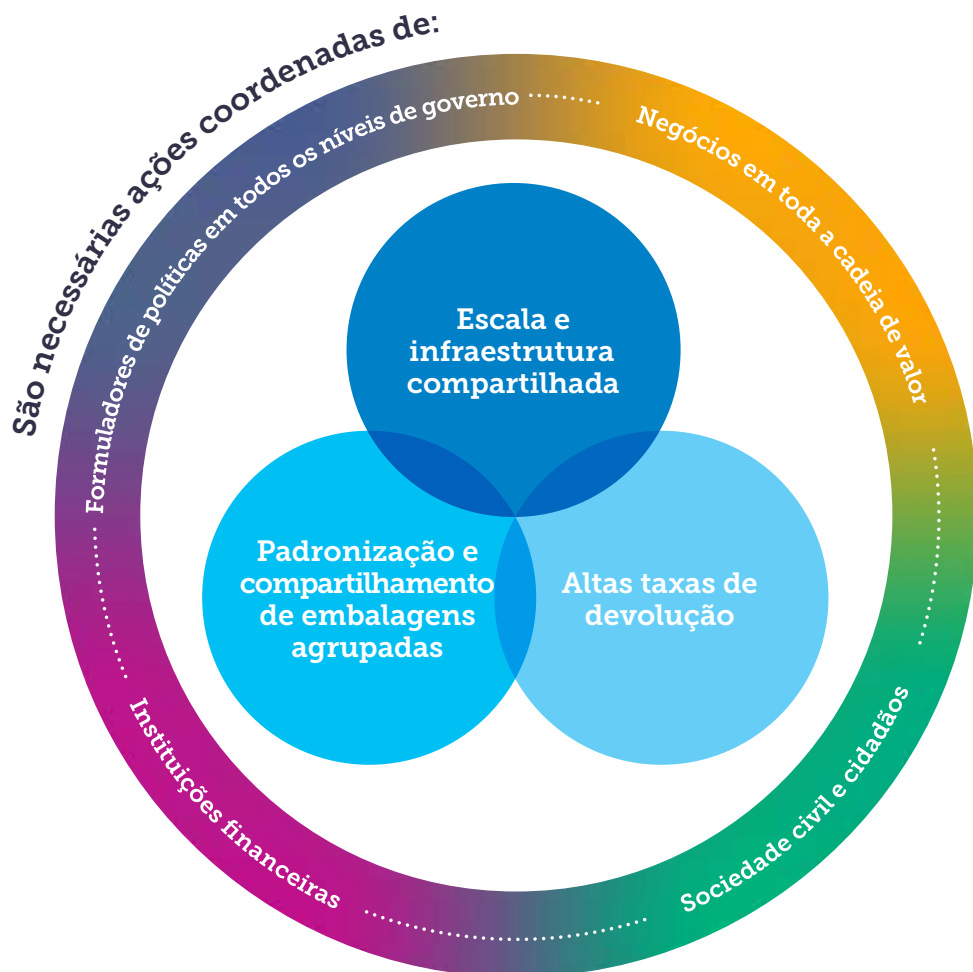 São necessárias ações coordenadas de:
Formuladores de políticas em todos os níveis de governo
Negócios em toda a cadeia de valor
Sociedade civil e cidadãos
Instituições financeiras
Escala e
infraestrutura
compartilhada
Padronização e
compartilhamento
de embalagens
agrupadas
Altas taxas de
devolução